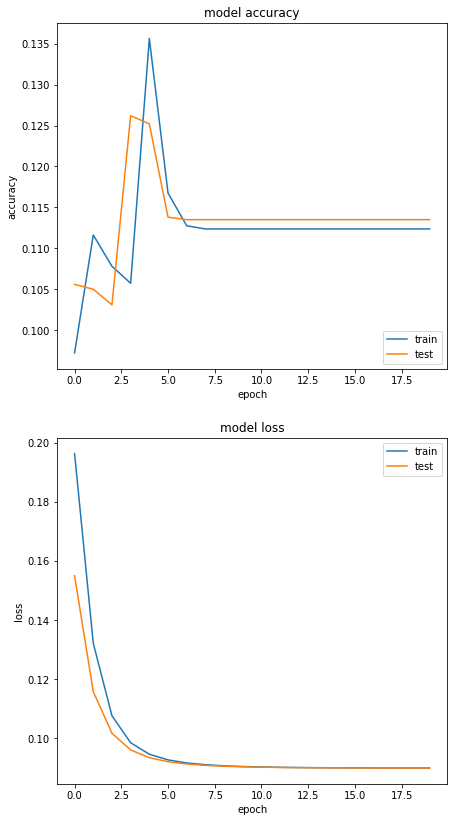 model accuracy
0.135
0.130
0.125
0.120
0.115
0.110
0.105
0.100
accuracy
train
test
0.0 2.5 5.0 7.5 10.0 12.5 15.0 17.5
epoch
model loss
0.20
0.18
0.16
0.14
0.12
0.10
loss
train
test
0.0 2.5 5.0 7.5 10.0 12.5 15.0 17.5
epoch